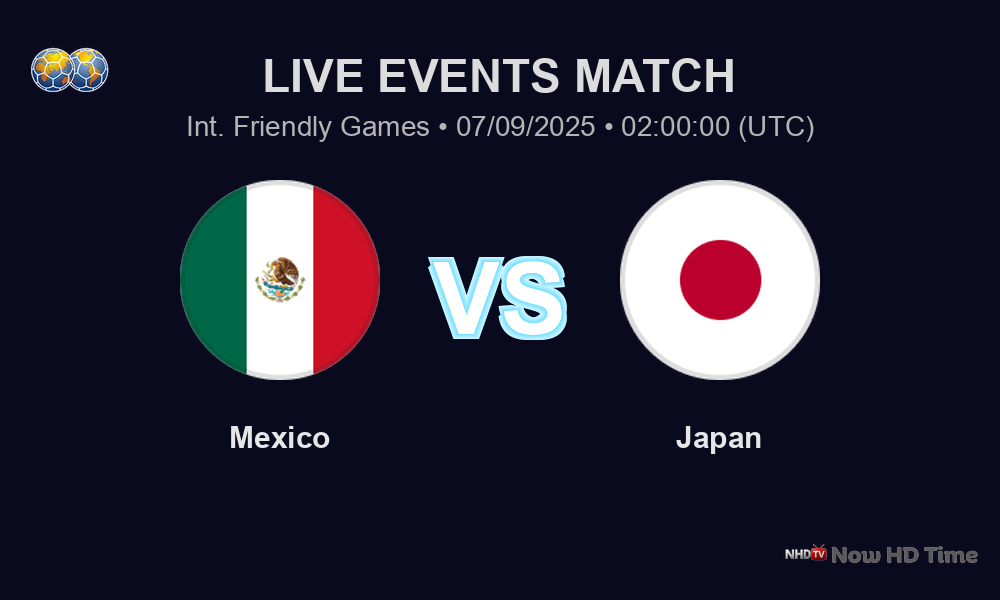 LIVE EVENTS MATCH
Int. Friendly Games • 07/09/2025 • 02:00:00 (UTC)
VS
Mexico
Japan
NHDTV Now HD Time